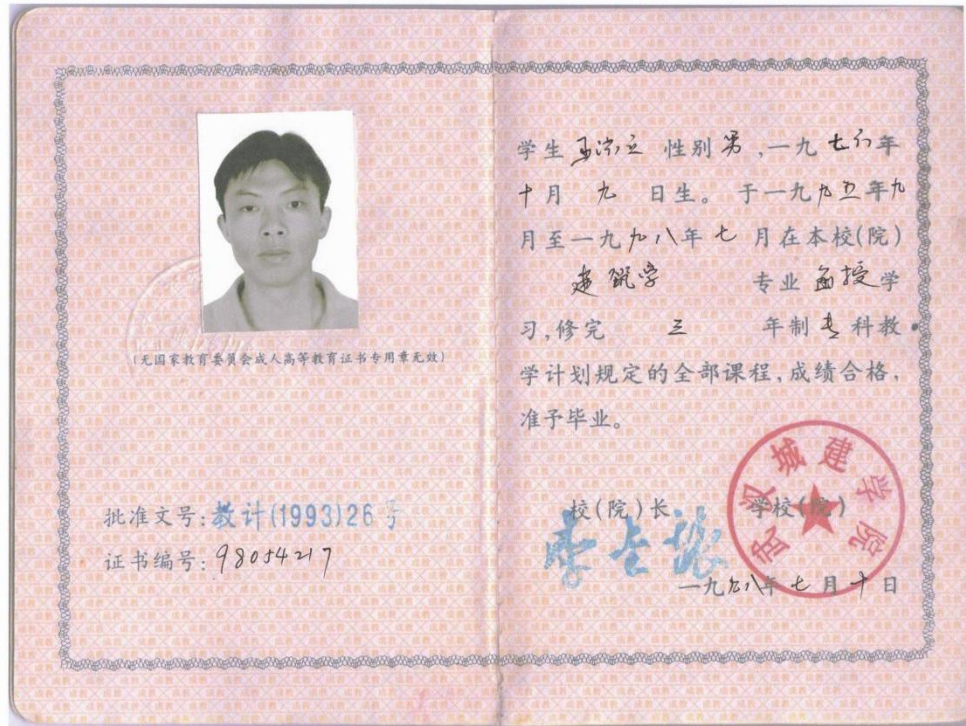 (无国家教育委员会成人高等教育证书专用章无效)
批准文号:教计(1993)26号
证书编号:98054217
学生 性别 男,一九七六年
十月 九 日生。于一九九五年九
月至一九九八年七 月在本校(院)
建筑学 专业 函授学
习,修完 三 年制专科教
学计划规定的全部课程,成绩合格,
准予毕业。
校(院)长 学校(院)
武汉城建学院
一九九八年七月十日